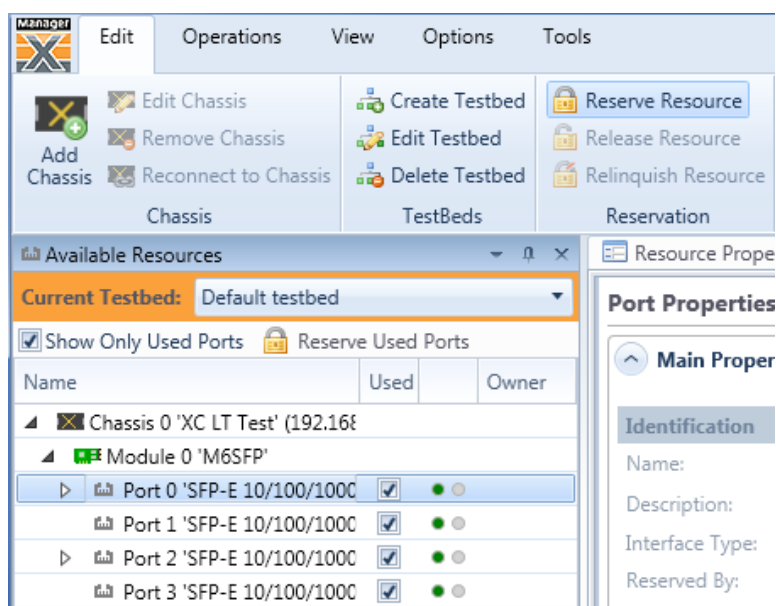 Manager
Edit Operations View Options Tools
Add Chassis
Edit Chassis
Remove Chassis
Reconnect to Chassis
Chassis
Create Testbed
Edit Testbed
Delete Testbed
TestBeds
Reserve Resource
Release Resource
Relinquish Resource
Reservation
Available Resources
Current Testbed: Default testbed
Show Only Used Ports Reserve Used Ports
Name Used Owner
Chassis 0 'XC LT Test' (192.168
Module 0 'M6SFP'
Port 0 'SFP-E 10/100/1000
Port 1 'SFP-E 10/100/1000
Port 2 'SFP-E 10/100/1000
Port 3 'SFP-E 10/100/1000
Resource Prope
Port Properties
Main Proper
Identification
Name:
Description:
Interface Type:
Reserved By: